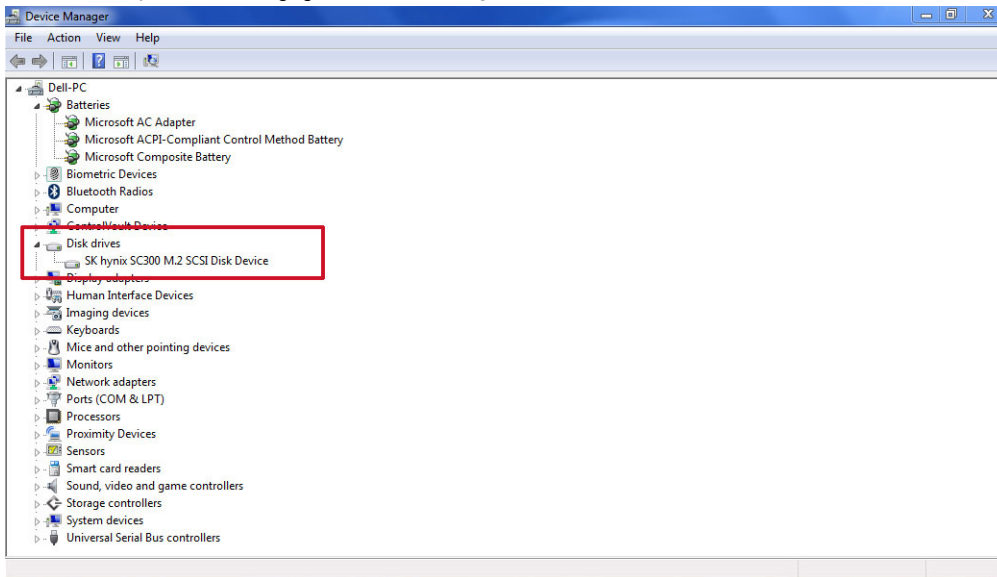 Device Manager
File Action View Help
Dell-PC
Batteries
Microsoft AC Adapter
Microsoft ACPI-Compliant Control Method Battery
Microsoft Composite Battery
Biometric Devices
Bluetooth Radios
Computer
ControlVault Device
Disk drives
SK hynix SC300 M.2 SCSI Disk Device
Display adapters
Human Interface Devices
Imaging devices
Keyboards
Mice and other pointing devices
Monitors
Network adapters
Ports (COM & LPT)
Processors
Proximity Devices
Sensors
Smart card readers
Sound, video and game controllers
Storage controllers
System devices
Universal Serial Bus controllers